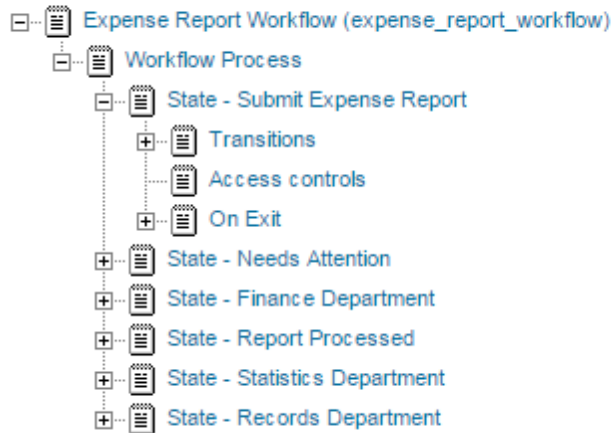 Expense Report Workflow (expense_report_workflow)
Workflow Process
State - Submit Expense Report
Transitions
Access controls
On Exit
State - Needs Attention
State - Finance Department
State - Report Processed
State - Statistics Department
State - Records Department